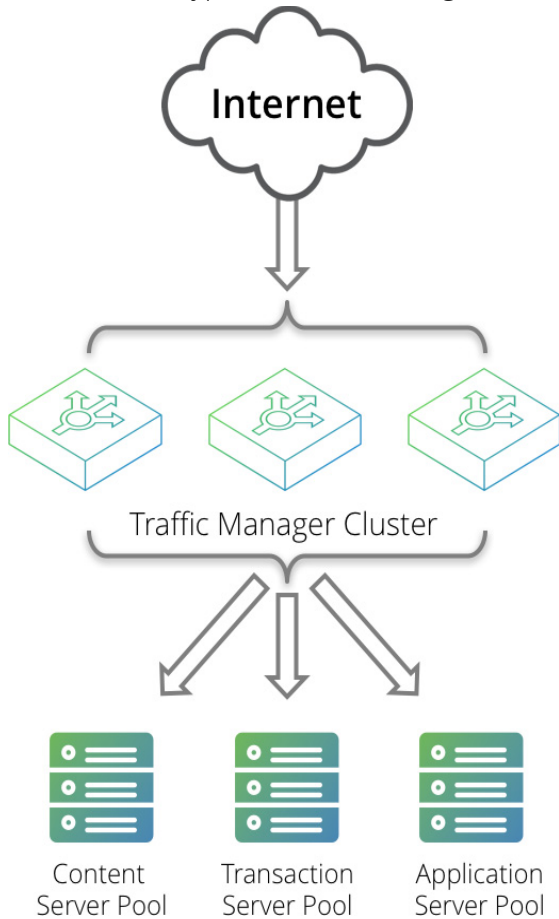 Internet
Traffic Manager Cluster
Content
Server Pool
Transaction
Server Pool
Application
Server Pool